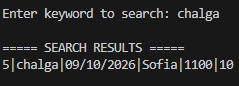 Enter keyword to search: chalga
===== SEARCH RESULTS =====
5|chalga|09/10/2026|Sofia|1100|10